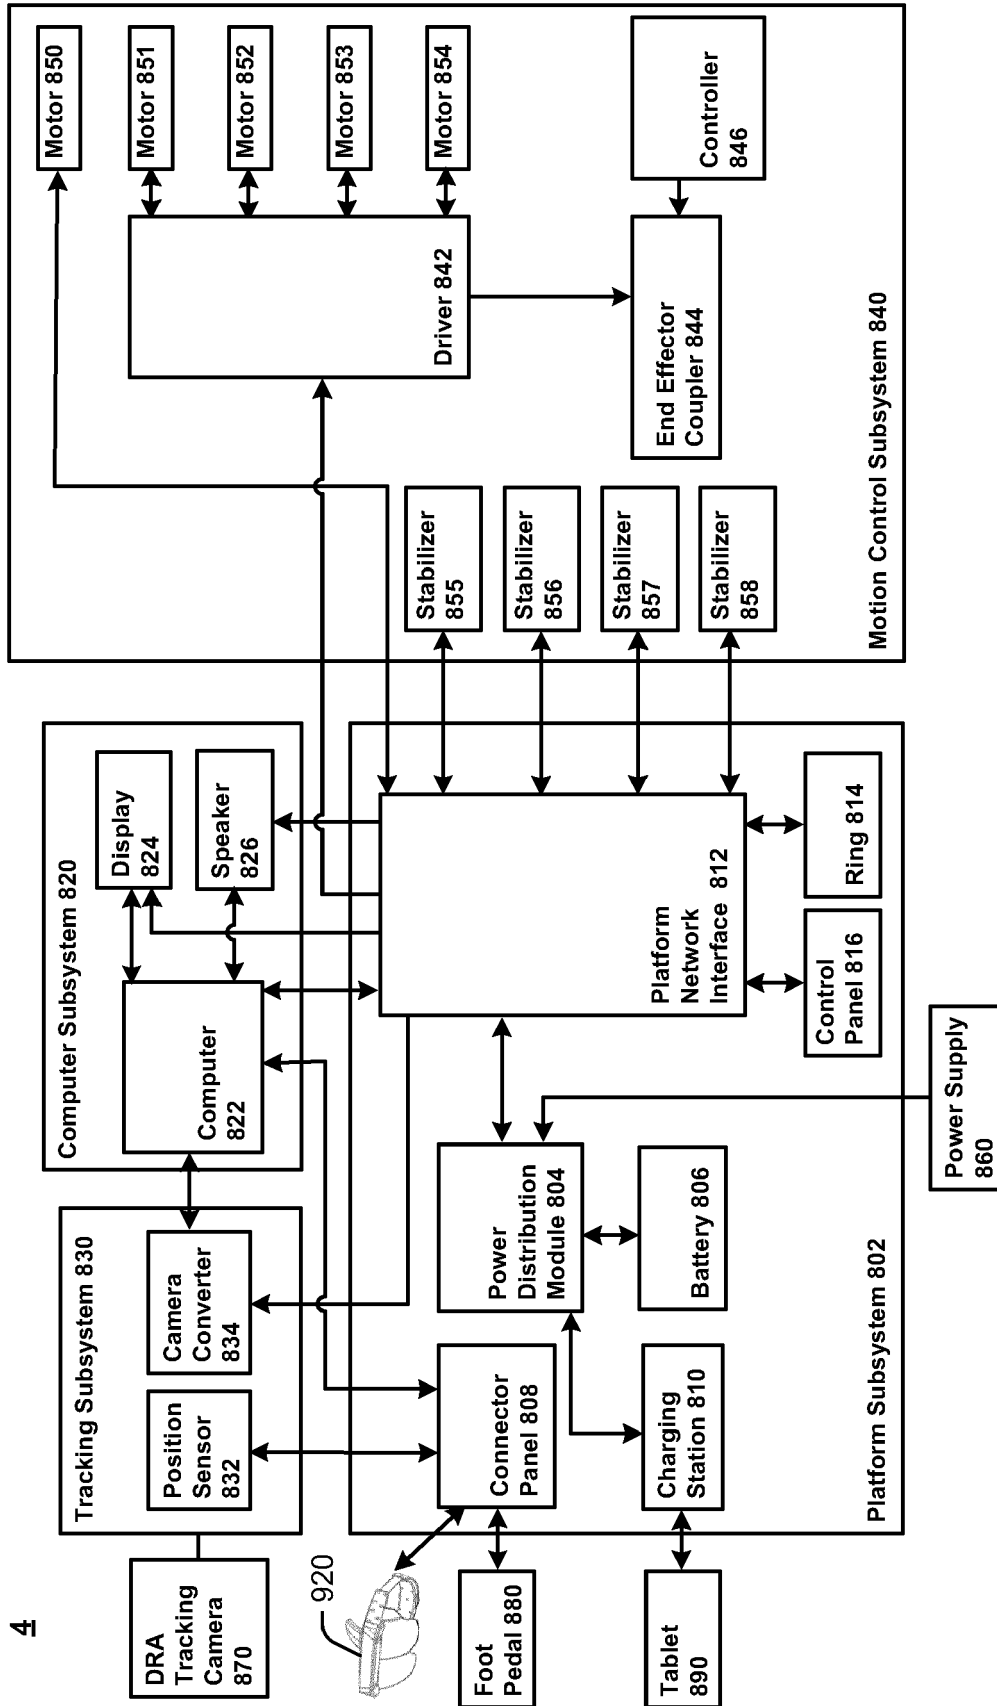 4
DRA
Tracking
Camera
870
Tracking Subsystem 830
Position
Sensor
832
Camera
Converter
834
Computer Subsystem 820
Computer
822
Display
824
Speaker
826
920
Foot
Pedal 880
Tablet
890
Platform Subsystem 802
Connector
Panel 808
Charging
Station 810
Power
Distribution
Module 804
Battery 806
Platform
Network
Interface 812
Control
Panel 816
Ring 814
Power Supply
860
Motion Control Subsystem 840
Motor 850
Motor 851
Motor 852
Motor 853
Motor 854
Driver 842
End Effector
Coupler 844
Controller
846
Stabilizer
855
Stabilizer
856
Stabilizer
857
Stabilizer
858